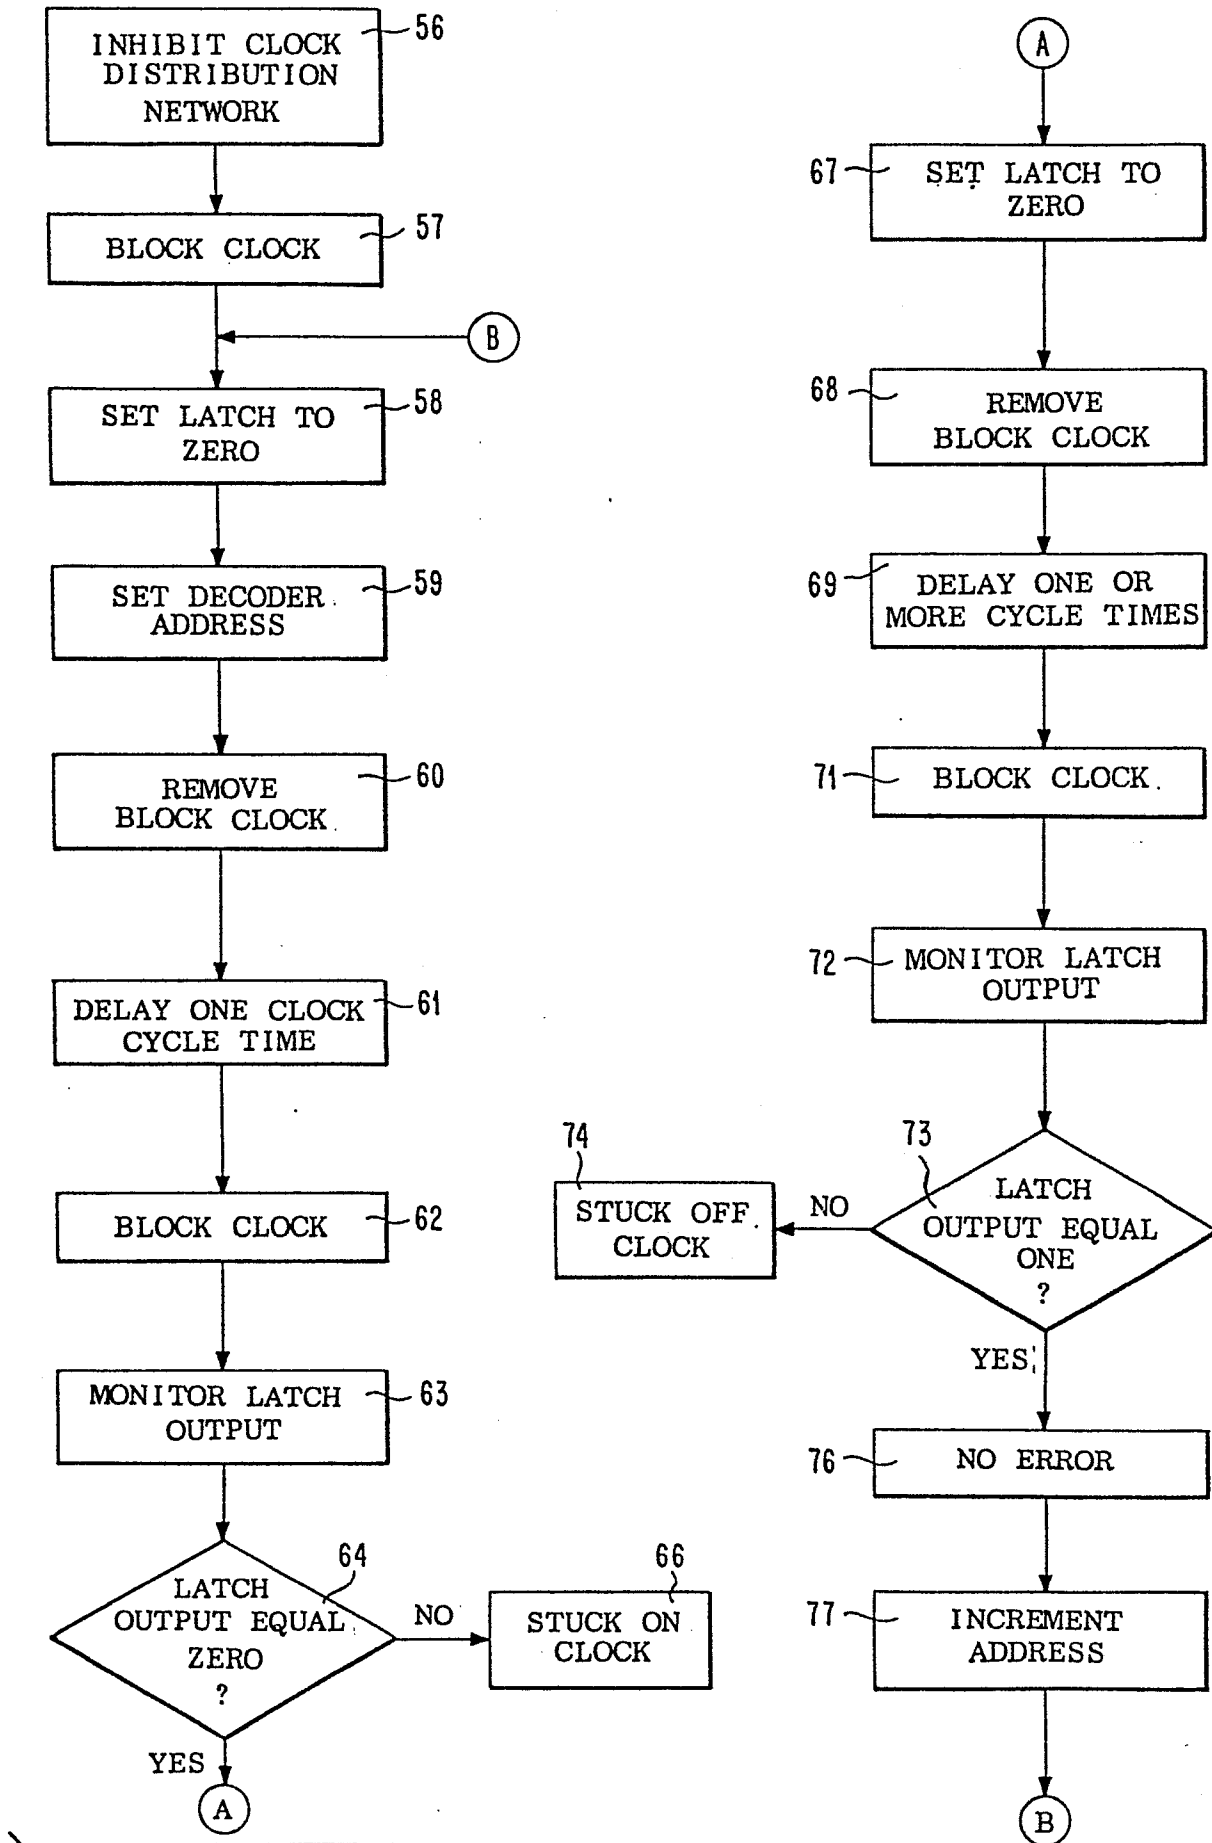 INHIBIT CLOCK
DISTRIBUTION
NETWORK
56
BLOCK CLOCK
57
B
SET LATCH TO
ZERO
58
SET DECODER
ADDRESS
59
REMOVE
BLOCK CLOCK
60
DELAY ONE CLOCK
CYCLE TIME
61
BLOCK CLOCK
62
MONITOR LATCH
OUTPUT
63
LATCH
OUTPUT EQUAL
ZERO
?
64
NO
STUCK ON
CLOCK
66
YES
A
A
67
SET LATCH TO
ZERO
68
REMOVE
BLOCK CLOCK
69
DELAY ONE OR
MORE CYCLE TIMES
71
BLOCK CLOCK
72
MONITOR LATCH
OUTPUT
73
LATCH
OUTPUT EQUAL
ONE
?
NO
74
STUCK OFF
CLOCK
YES
76
NO ERROR
77
INCREMENT
ADDRESS
B